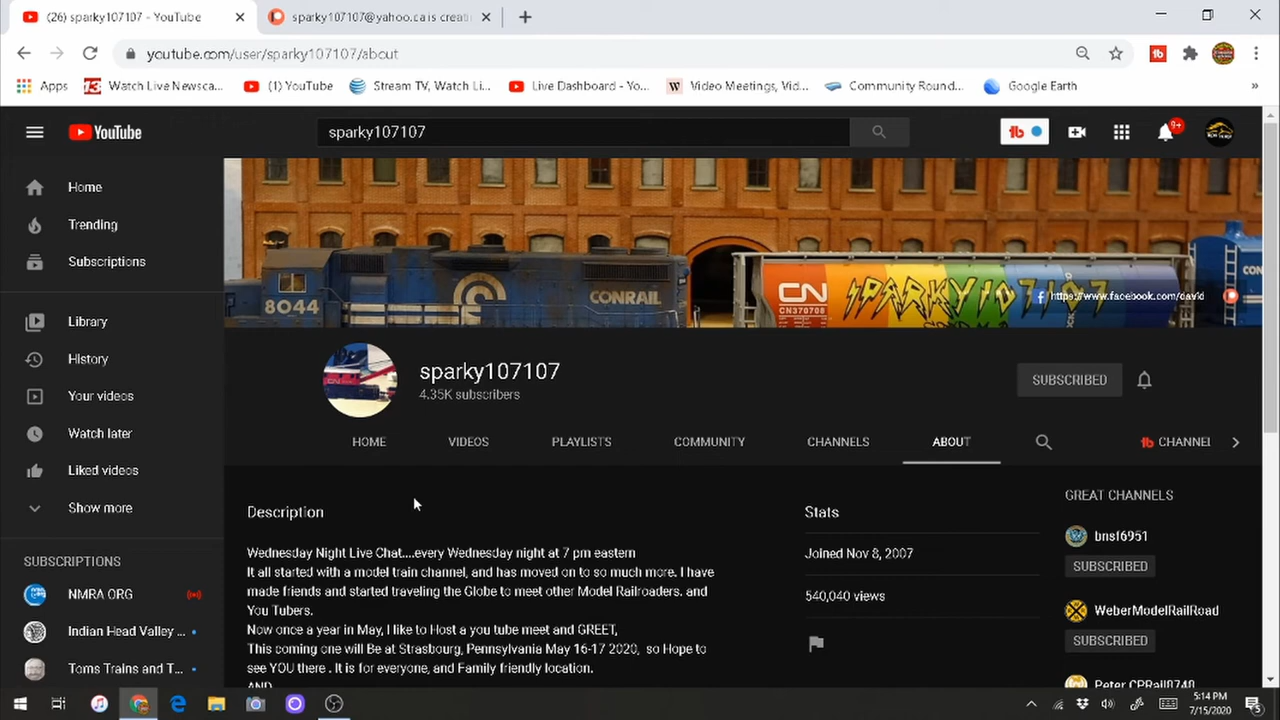 (26) sparky107107 - YouTube
sparky107107@yahoo.ca is creati
youtube.com/user/sparky107107/about
Apps
Watch Live Newsca...
(1) YouTube
Stream TV, Watch Li...
Live Dashboard - Yo...
Video Meetings, Vid...
Community Round...
Google Earth
»
YouTube
sparky107107
tb
9+
Home
Trending
Subscriptions
Library
History
Your videos
Watch later
Liked videos
Show more
SUBSCRIPTIONS
NMRA ORG
Indian Head Valley ...
Toms Trains and T...
8044
CONRAIL
CN
CN370708
SPARKY107107
https://www.facebook.com/david
CON
sparky107107
4.35K subscribers
SUBSCRIBED
HOME
VIDEOS
PLAYLISTS
COMMUNITY
CHANNELS
ABOUT
tb CHANNEL
Description
Wednesday Night Live Chat....every Wednesday night at 7 pm eastern
It all started with a model train channel, and has moved on to so much more. I have
made friends and started traveling the Globe to meet other Model Railroaders. and
You Tubers.
Now once a year in May, I like to Host a you tube meet and GREET,
This coming one will Be at Strasbourg, Pennsylvania May 16-17 2020, so Hope to
see YOU there . It is for everyone, and Family friendly location.
AND
Stats
Joined Nov 8, 2007
540,040 views
GREAT CHANNELS
bnsf6951
SUBSCRIBED
WeberModelRailRoad
SUBSCRIBED
Peter CPRail8740
5:14 PM
7/15/2020
5